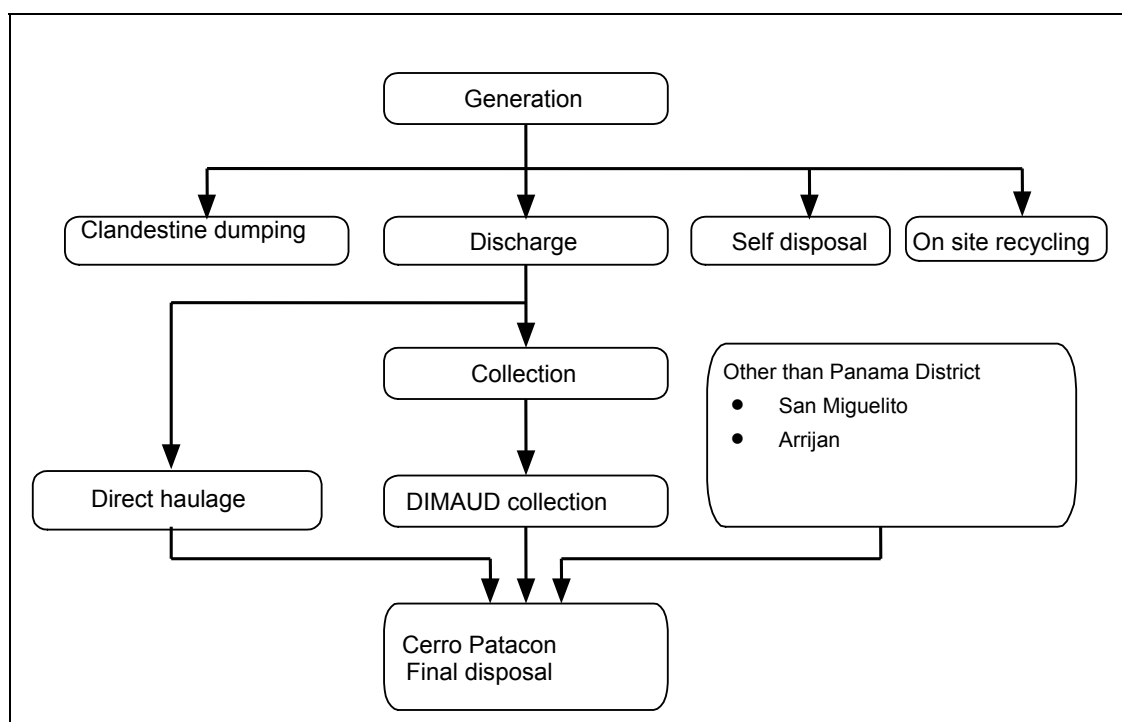 Generation
Clandestine dumping
Discharge
Self disposal
On site recycling
Collection
Other than Panama District
● San Miguelito
● Arrijan
Direct haulage
DIMAUD collection
Cerro Patacon
Final disposal